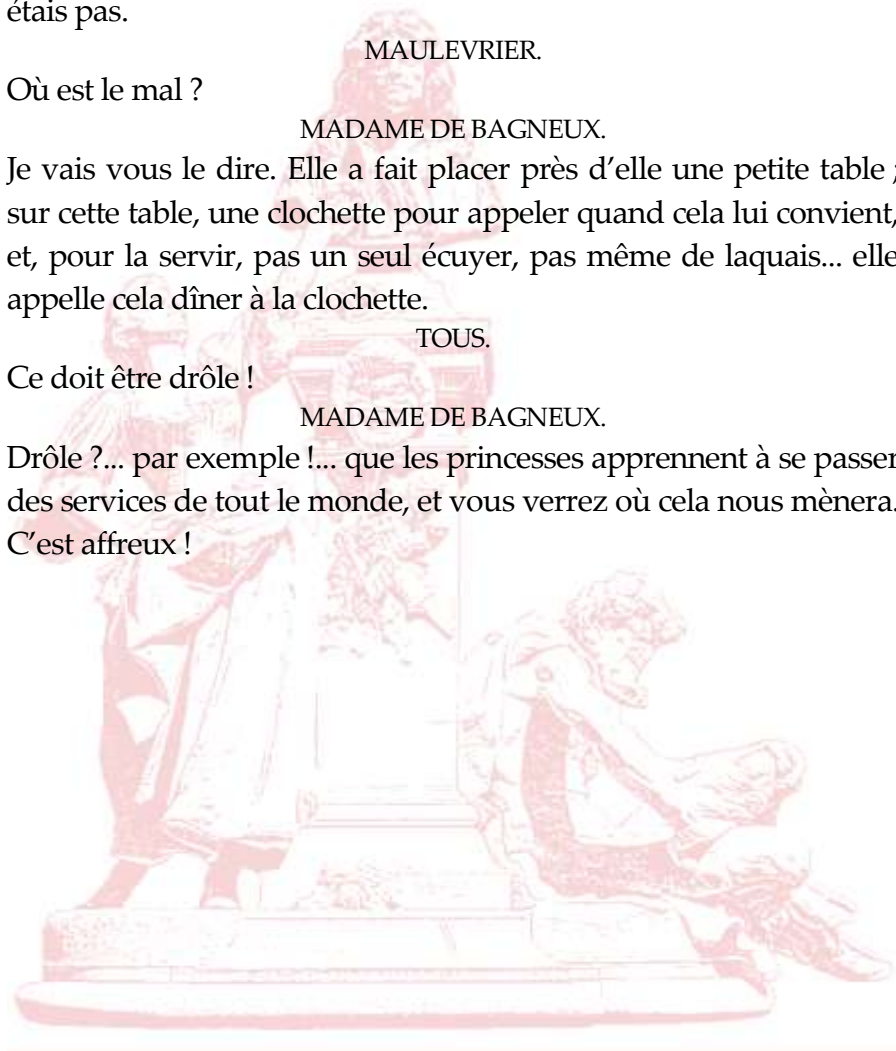 étais pas.
MAULEVRIER.
Où est le mal ?
MADAME DE BAGNEUX.
Je vais vous le dire. Elle a fait placer près d’elle une petite table ;
sur cette table, une clochette pour appeler quand cela lui convient,
et, pour la servir, pas un seul écuyer, pas même de laquais... elle
appelle cela dîner à la clochette.
TOUS.
Ce doit être drôle !
MADAME DE BAGNEUX.
Drôle ?... par exemple !... que les princesses apprennent à se passer
des services de tout le monde, et vous verrez où cela nous mènera.
C’est affreux !